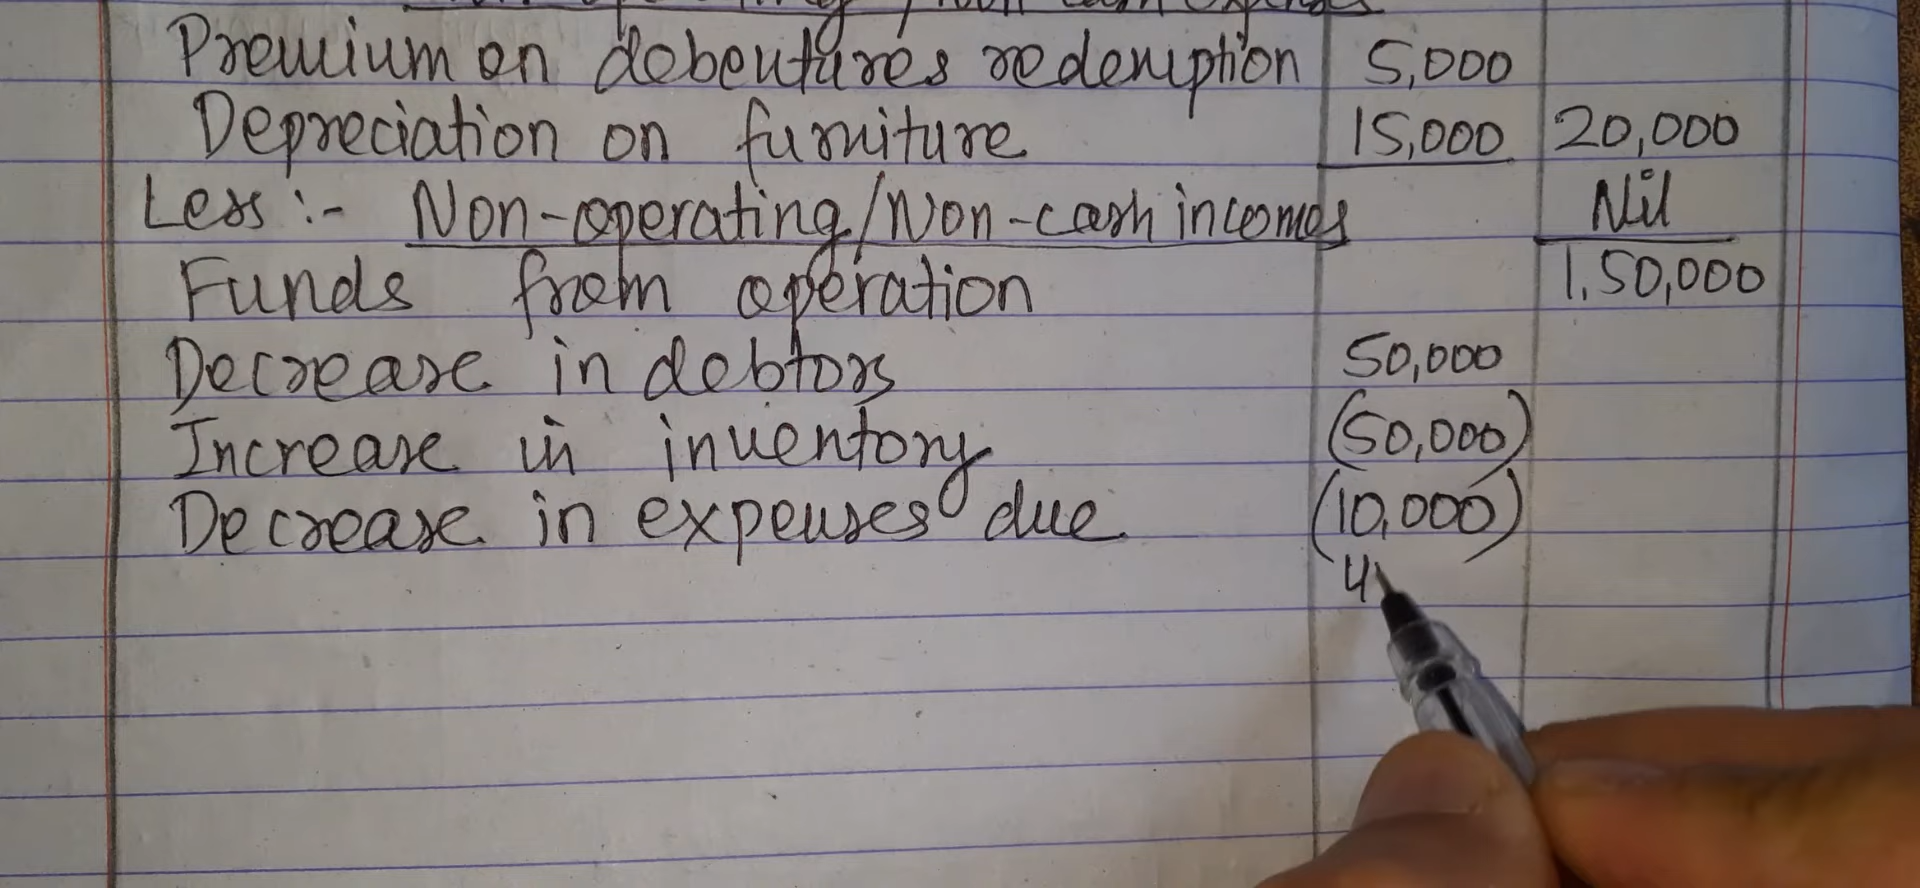 Premium on debentures redemption 5,000
Depreciation on furniture 15,000 20,000
Less :- Non-operating/Non-cash incomes Nil
Funds from operation 1,50,000
Decrease in debtors 50,000
Increase in inventory (50,000)
Decrease in expenses due (10,000)
4